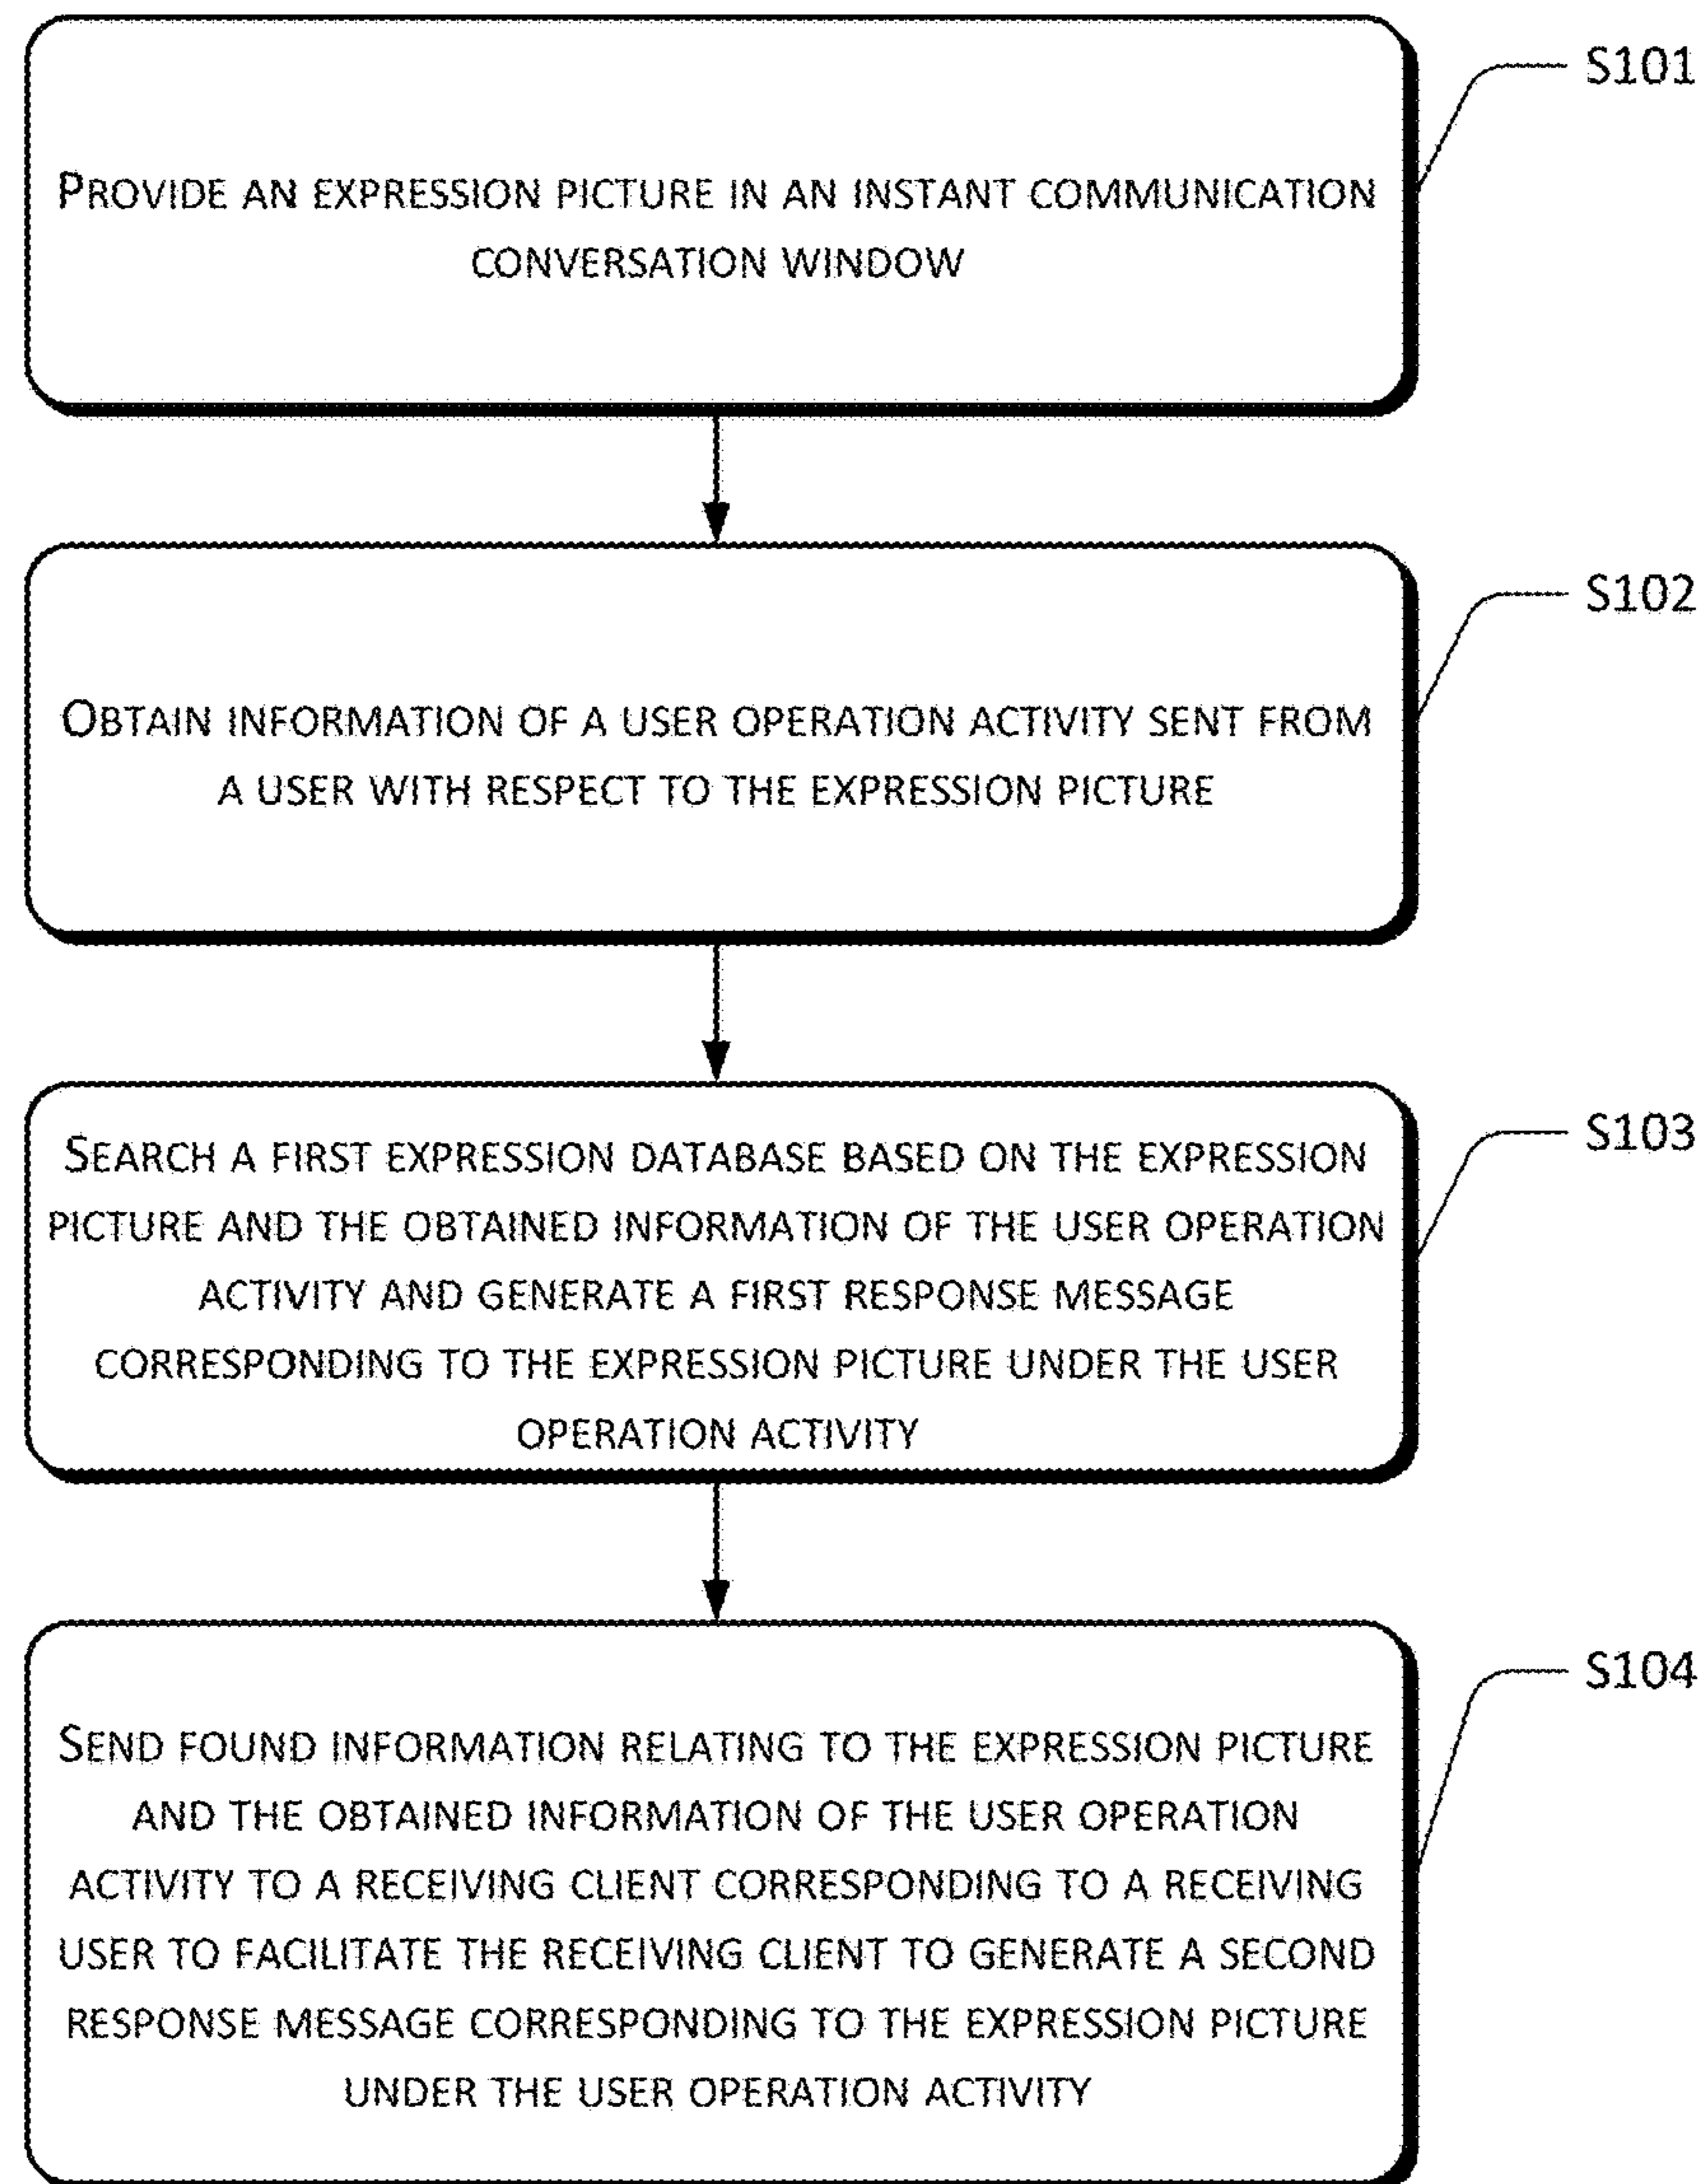 S101
PROVIDE AN EXPRESSION PICTURE IN AN INSTANT COMMUNICATION
CONVERSATION WINDOW
S102
OBTAIN INFORMATION OF A USER OPERATION ACTIVITY SENT FROM
A USER WITH RESPECT TO THE EXPRESSION PICTURE
S103
SEARCH A FIRST EXPRESSION DATABASE BASED ON THE EXPRESSION
PICTURE AND THE OBTAINED INFORMATION OF THE USER OPERATION
ACTIVITY AND GENERATE A FIRST RESPONSE MESSAGE
CORRESPONDING TO THE EXPRESSION PICTURE UNDER THE USER
OPERATION ACTIVITY
S104
SEND FOUND INFORMATION RELATING TO THE EXPRESSION PICTURE
AND THE OBTAINED INFORMATION OF THE USER OPERATION
ACTIVITY TO A RECEIVING CLIENT CORRESPONDING TO A RECEIVING
USER TO FACILITATE THE RECEIVING CLIENT TO GENERATE A SECOND
RESPONSE MESSAGE CORRESPONDING TO THE EXPRESSION PICTURE
UNDER THE USER OPERATION ACTIVITY